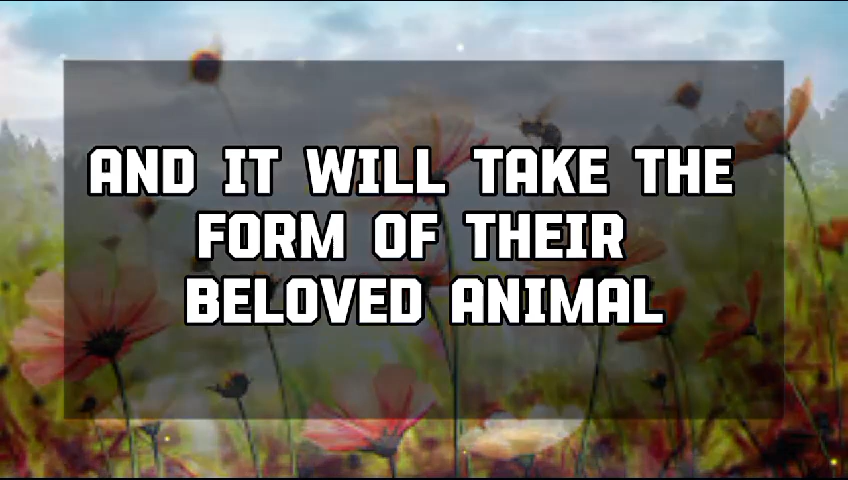 AND IT WILL TAKE THE
FORM OF THEIR
BELOVED ANIMAL